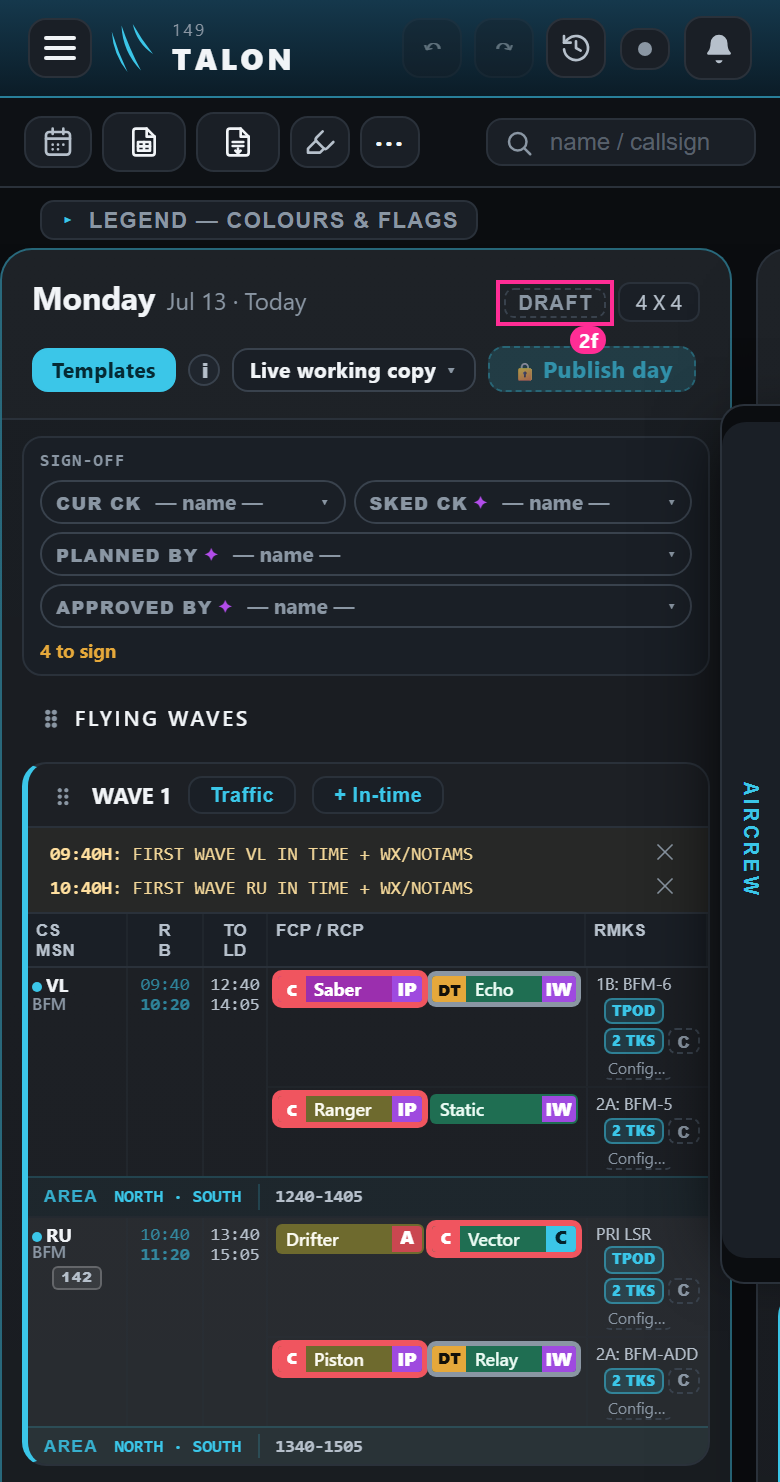 149
TALON
name / callsign
LEGEND — COLOURS & FLAGS
Monday Jul 13 · Today
DRAFT
4 X 4
2f
Templates
i
Live working copy
Publish day
SIGN-OFF
CUR CK — name —
SKED CK ✦ — name —
PLANNED BY ✦ — name —
APPROVED BY ✦ — name —
4 to sign
FLYING WAVES
WAVE 1
Traffic
+ In-time
09:40H: FIRST WAVE VL IN TIME + WX/NOTAMS
10:40H: FIRST WAVE RU IN TIME + WX/NOTAMS
CS R TO FCP / RCP RMKS
MSN B LD
VL 09:40 12:40 C Saber IP DT Echo IW 1B: BFM-6
BFM 10:20 14:05 TPOD
2 TKS C
Config...
C Ranger IP Static IW 2A: BFM-5
2 TKS C
Config...
AREA NORTH · SOUTH 1240-1405
RU 10:40 13:40 Drifter A C Vector C PRI LSR
BFM 11:20 15:05 TPOD
142
2 TKS C
Config...
C Piston IP DT Relay IW 2A: BFM-ADD
2 TKS C
Config...
AREA NORTH · SOUTH 1340-1505
AIRCREW